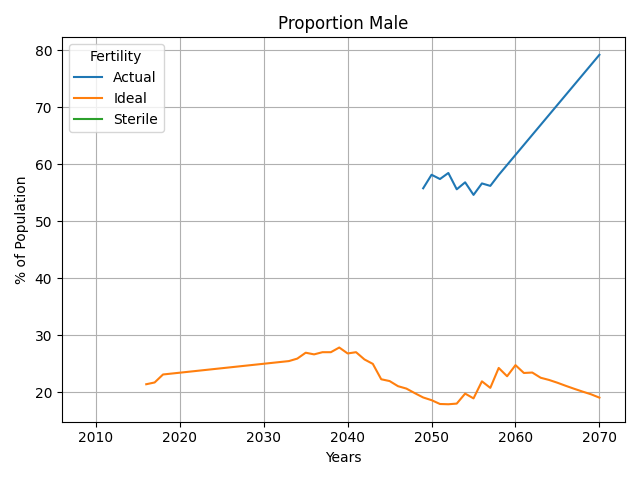 Proportion Male
Fertility
Actual
Ideal
Sterile
% of Population
80
70
60
50
40
30
20
2010 2020 2030 2040 2050 2060 2070
Years